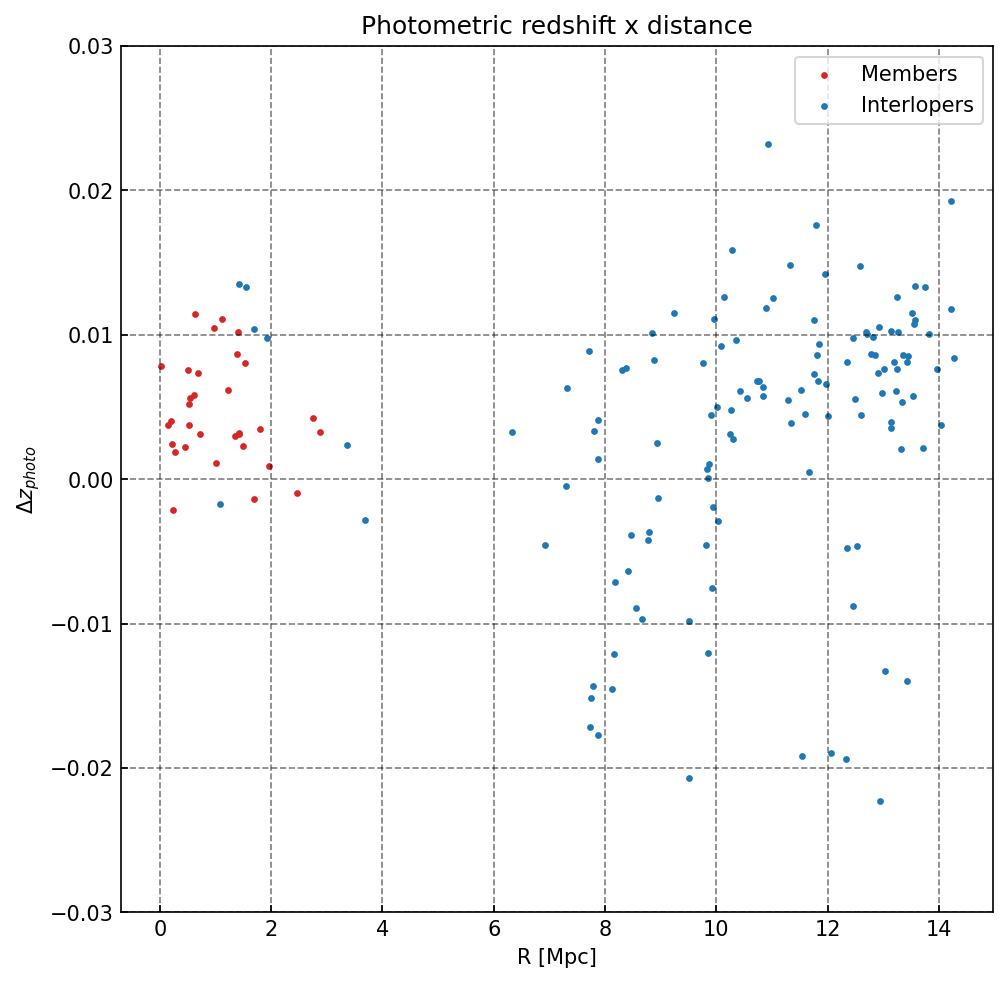 Photometric redshift x distance
Members
Interlopers
0.03
0.02
0.01
0.00
−0.01
−0.02
−0.03
Δz_photo
0 2 4 6 8 10 12 14
R [Mpc]